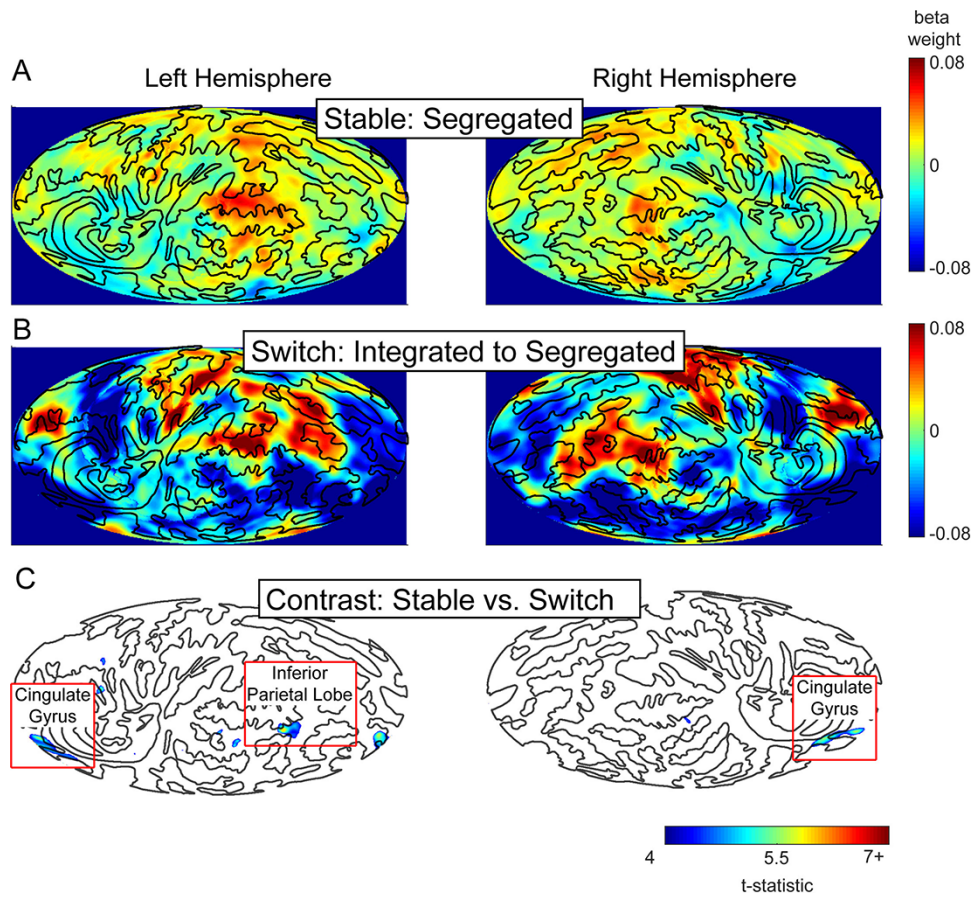 beta
weight
A
Left Hemisphere
Right Hemisphere
0.08
Stable: Segregated
0
-0.08
B
0.08
Switch: Integrated to Segregated
0
-0.08
C
Contrast: Stable vs. Switch
Inferior
Parietal Lobe
Cingulate
Gyrus
Cingulate
Gyrus
4
5.5
7+
t-statistic